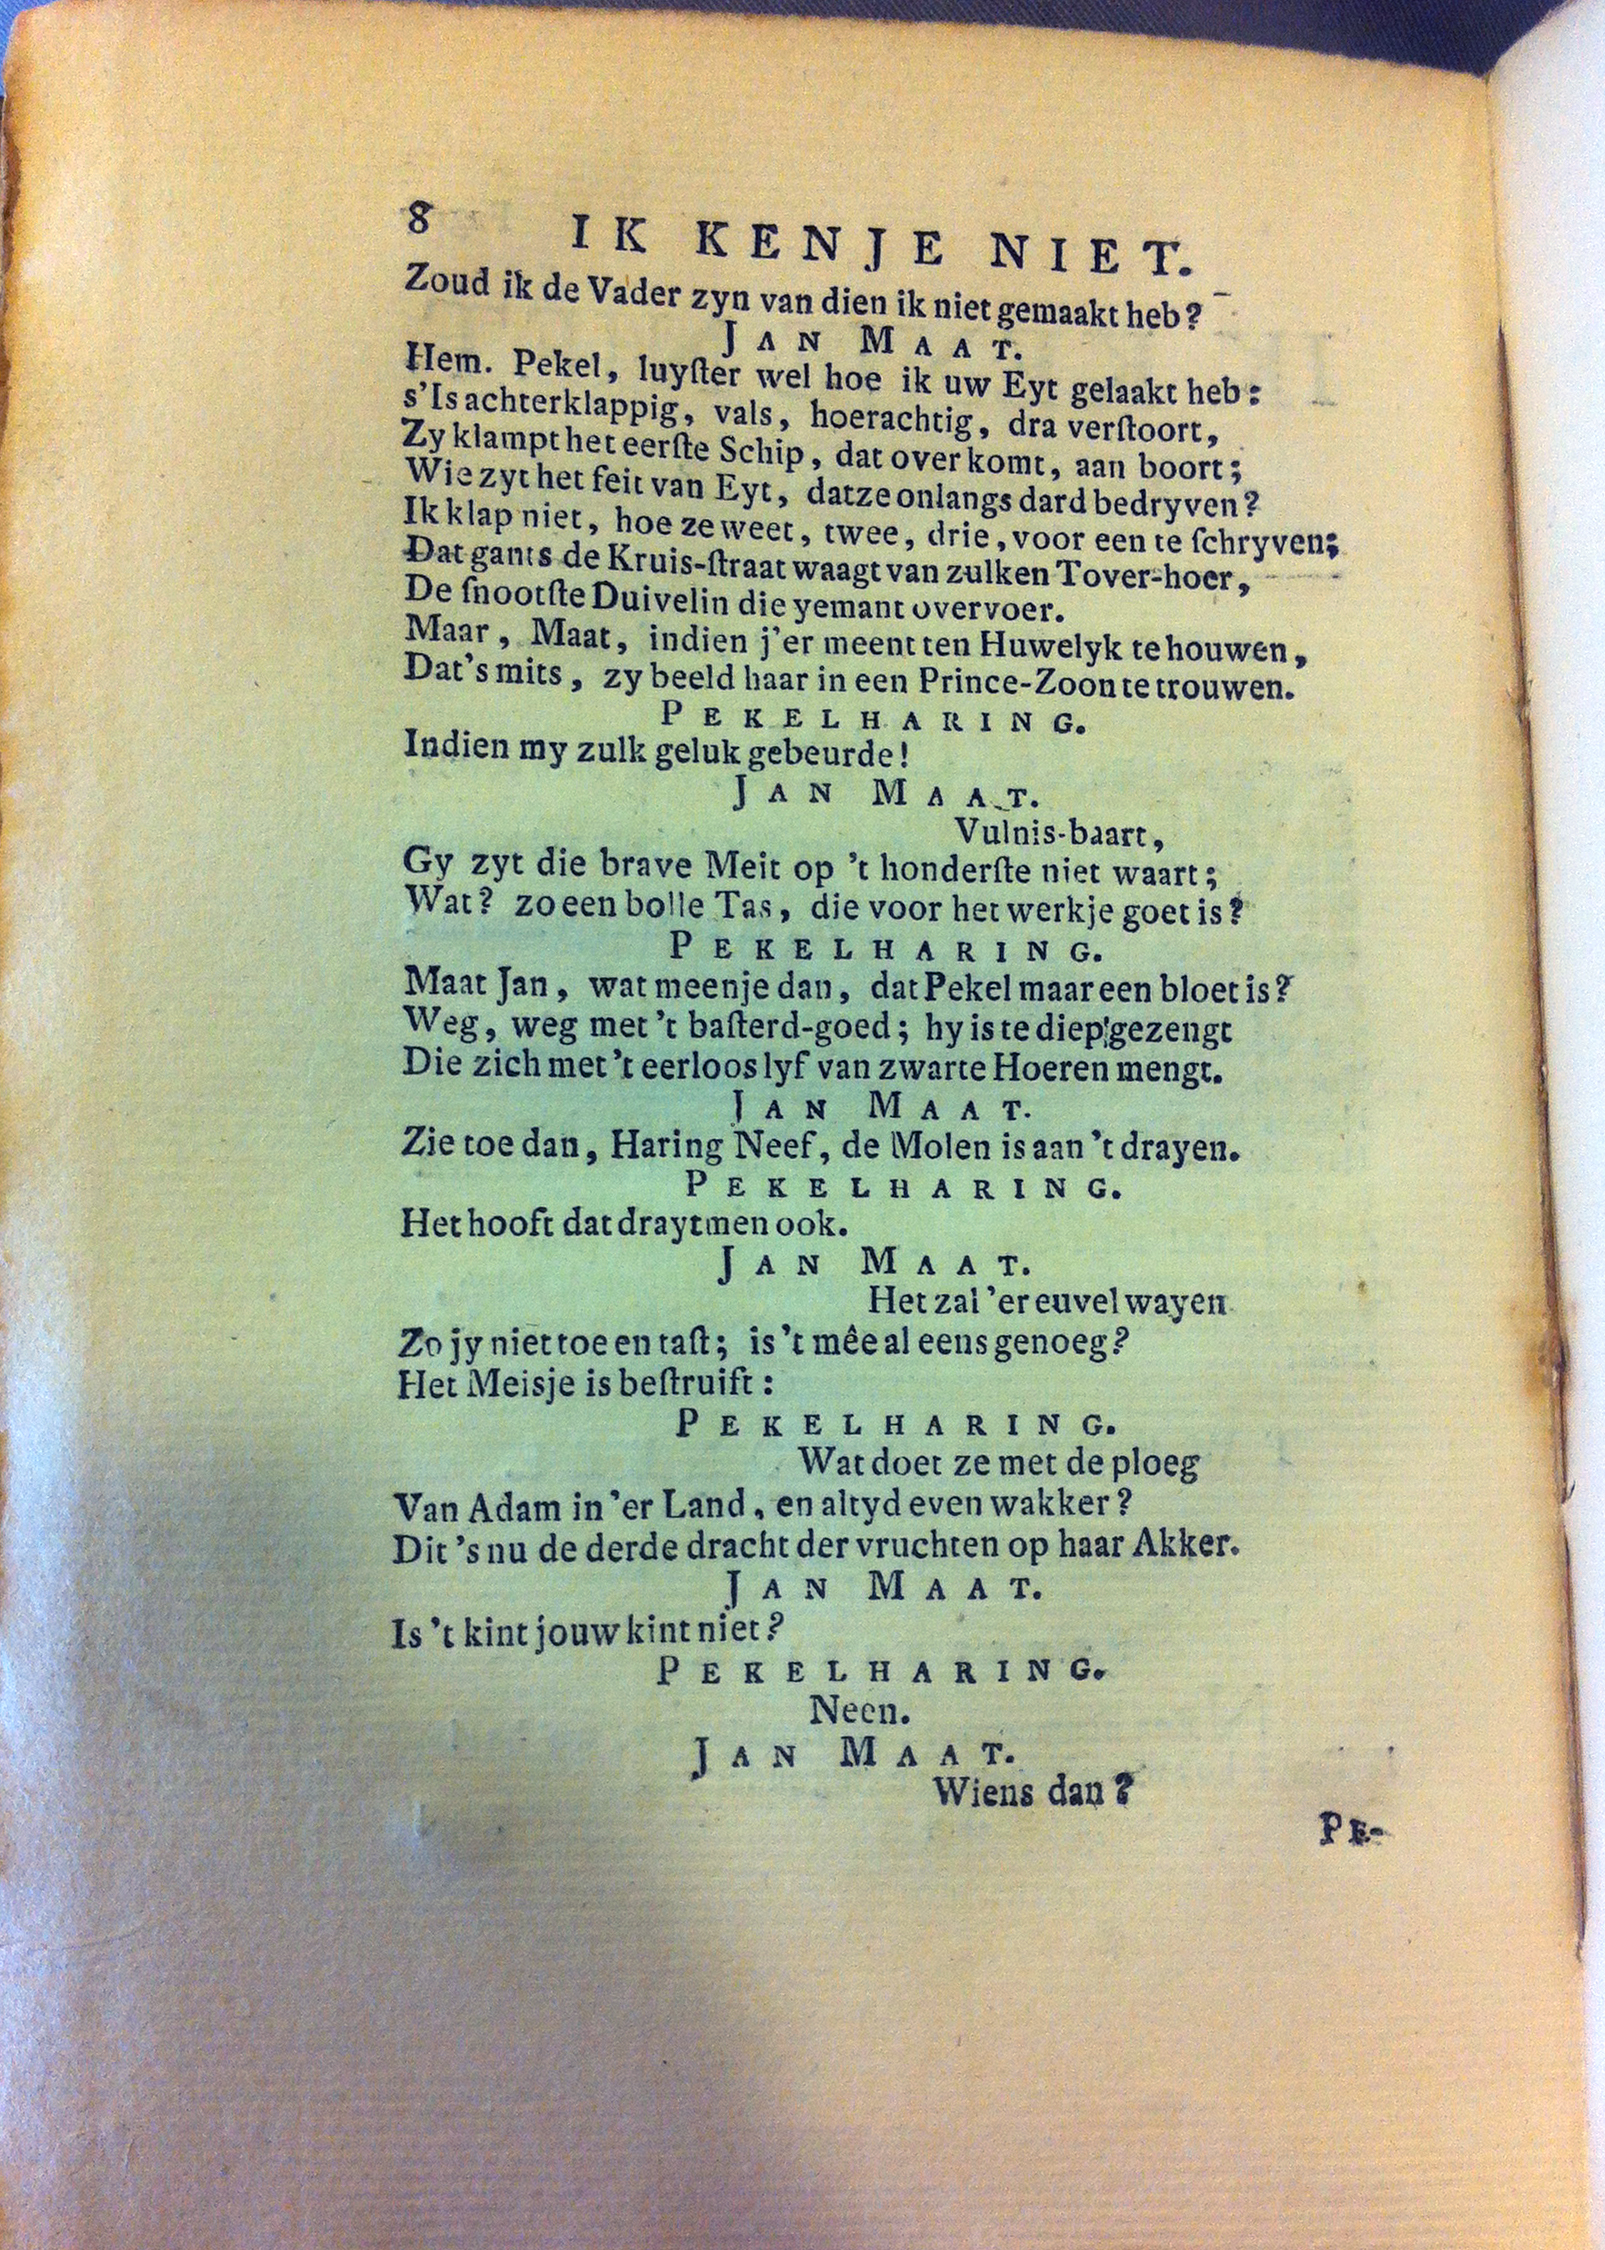 8 IK KENJE NIET.
Zoud ik de Vader zyn van dien ik niet gemaakt heb?
JAN MAAT.
Hem. Pekel, luyſter wel hoe ik uw Eyt gelaakt heb:
s'Is achterklappig, vals, hoerachtig, dra verſtoort,
Zy klampt het eerſte Schip, dat over komt, aan boort;
Wie zyt het feit van Eyt, datze onlangs dard bedryven?
Ik klap niet, hoe ze weet, twee, drie, voor een te ſchryven;
Dat gants de Kruis-ſtraat waagt van zulken Tover-hoer,
De ſnootſte Duivelin die yemant overvoer.
Maar, Maat, indien j'er meent ten Huwelyk te houwen,
Dat's mits, zy beeld haar in een Prince-Zoon te trouwen.
PEKELHARING.
Indien my zulk geluk gebeurde!
JAN MAAT.
Vulnis-baart,
Gy zyt die brave Meit op 't honderſte niet waart;
Wat? zo een bolle Tas, die voor het werkje goet is?
PEKELHARING.
Maat Jan, wat meenje dan, dat Pekel maar een bloet is?
Weg, weg met 't baſterd-goed; hy is te diep gezengt
Die zich met 't eerloos lyf van zwarte Hoeren mengt.
JAN MAAT.
Zie toe dan, Haring Neef, de Molen is aan 't drayen.
PEKELHARING.
Het hooft dat drayt men ook.
JAN MAAT.
Het zal 'er euvel wayen
Zo jy niet toe en taſt; is 't mêe al eens genoeg?
Het Meisje is beſtruift:
PEKELHARING.
Wat doet ze met de ploeg
Van Adam in 'er Land, en altyd even wakker?
Dit 's nu de derde dracht der vruchten op haar Akker.
JAN MAAT.
Is 't kint jouw kint niet?
PEKELHARING.
Neen.
JAN MAAT.
Wiens dan?
PE-